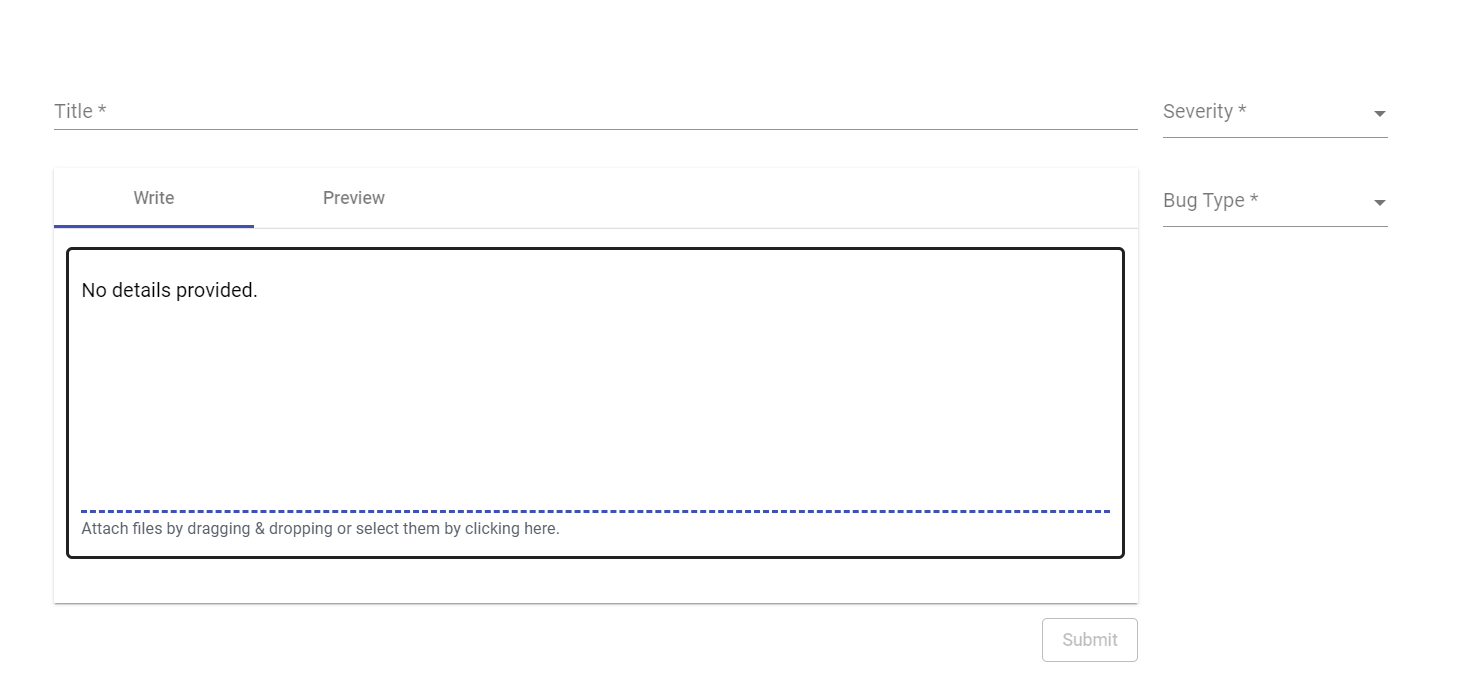 Title *
Severity *
Write
Preview
Bug Type *
No details provided.
Attach files by dragging & dropping or select them by clicking here.
Submit